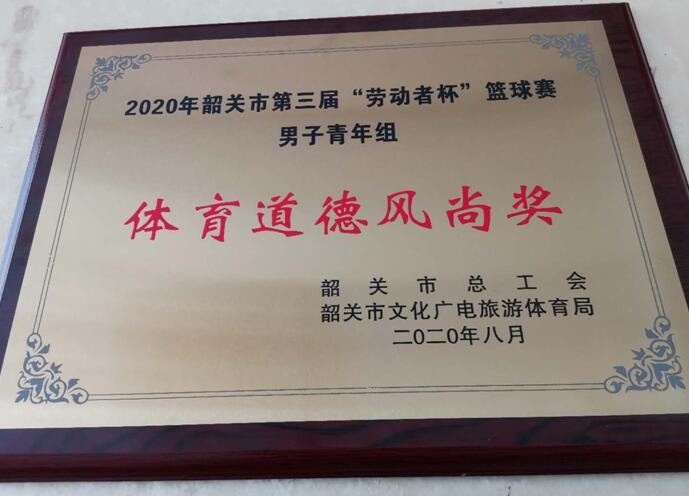 2020年韶关市第三届“劳动者杯”篮球赛
男子青年组
体育道德风尚奖
韶关市总工会
韶关市文化广电旅游体育局
二〇二〇年八月